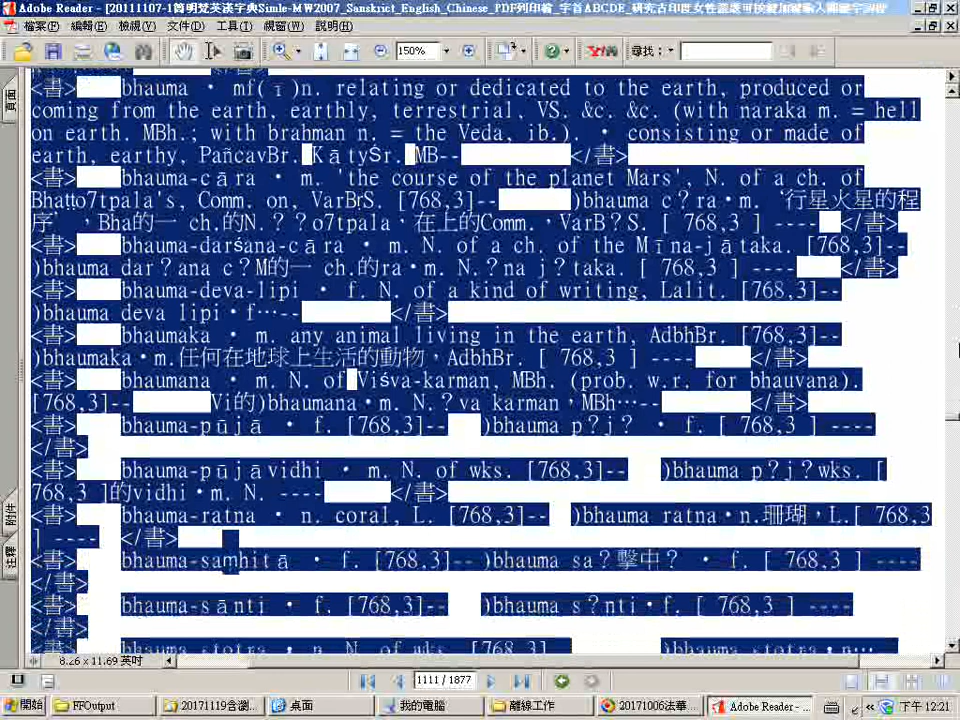 Adobe Reader - [20111107-1簡明梵英漢字典Simle-MW2007_Sanskrict_English_Chinese_PDF列印檔_字首ABCDE_研究古印度女性
檔案(F) 編輯(E) 檢視(V) 文件(D) 工具(T) 視窗(W) 說明(H)
150% 尋找：
頁面
<書> bhauma ‧ mf(ī)n. relating or dedicated to the earth, produced or
coming from the earth, earthly, terrestrial, VS. &c. &c. (with naraka m. = hell
on earth. MBh.; with brahman n. = the Veda, ib.). ‧ consisting or made of
earth, earthy, PañcavBr. KātyŚr. MB-- </書>
<書> bhauma-cāra ‧ m. 'the course of the planet Mars', N. of a ch. of
Bhaṭṭo7tpala's, Comm. on, VarBṛS. [768,3]-- )bhauma c?ra‧m. '行星火星的程
序'，Bha的一 ch.的N.??o7tpala，在上的Comm.，VarB?S. [ 768,3 ] ---- </書>
<書> bhauma-darśana-cāra ‧ m. N. of a ch. of the Mīna-jātaka. [768,3]--
)bhauma dar?ana c?M的一 ch.的ra‧m. N.?na j?taka. [ 768,3 ] ---- </書>
<書> bhauma-deva-lipi ‧ f. N. of a kind of writing, Lalit. [768,3]--
)bhauma deva lipi‧f…-- </書>
<書> bhaumaka ‧ m. any animal living in the earth, AdbhBr. [768,3]--
)bhaumaka‧m.任何在地球上生活的動物，AdbhBr. [ 768,3 ] ---- </書>
<書> bhaumana ‧ m. N. of Viśva-karman, MBh. (prob. w.r. for bhauvana).
[768,3]-- Vi的)bhaumana‧m. N.?va karman，MBh…-- </書>
<書> bhauma-pūjā ‧ f. [768,3]-- )bhauma p?j? ‧ f. [ 768,3 ] ----
</書>
<書> bhauma-pūjāvidhi ‧ m. N. of wks. [768,3]-- )bhauma p?j?wks. [
768,3 ]的vidhi‧m. N. ---- </書>
<書> bhauma-ratna ‧ n. coral, L. [768,3]-- )bhauma ratna‧n.珊瑚，L.[ 768,3
] ---- </書>
<書> bhauma-saṃhitā ‧ f. [768,3]-- )bhauma sa?擊中? ‧ f. [ 768,3 ] ----
</書>
<書> bhauma-sānti ‧ f. [768,3]-- )bhauma s?nti‧f. [ 768,3 ] ----
</書>
<書> bhauma-stotra ‧ n. N. of Wk. [768,3]-- )bhauma stotra‧n…
附件
註釋
8.26 x 11.69 英吋
1111 / 1877
開始 FFOutput 20171119含瀏... 桌面 我的電腦 離線工作 20171006法華... Adobe Reader - ... 下午 12:21